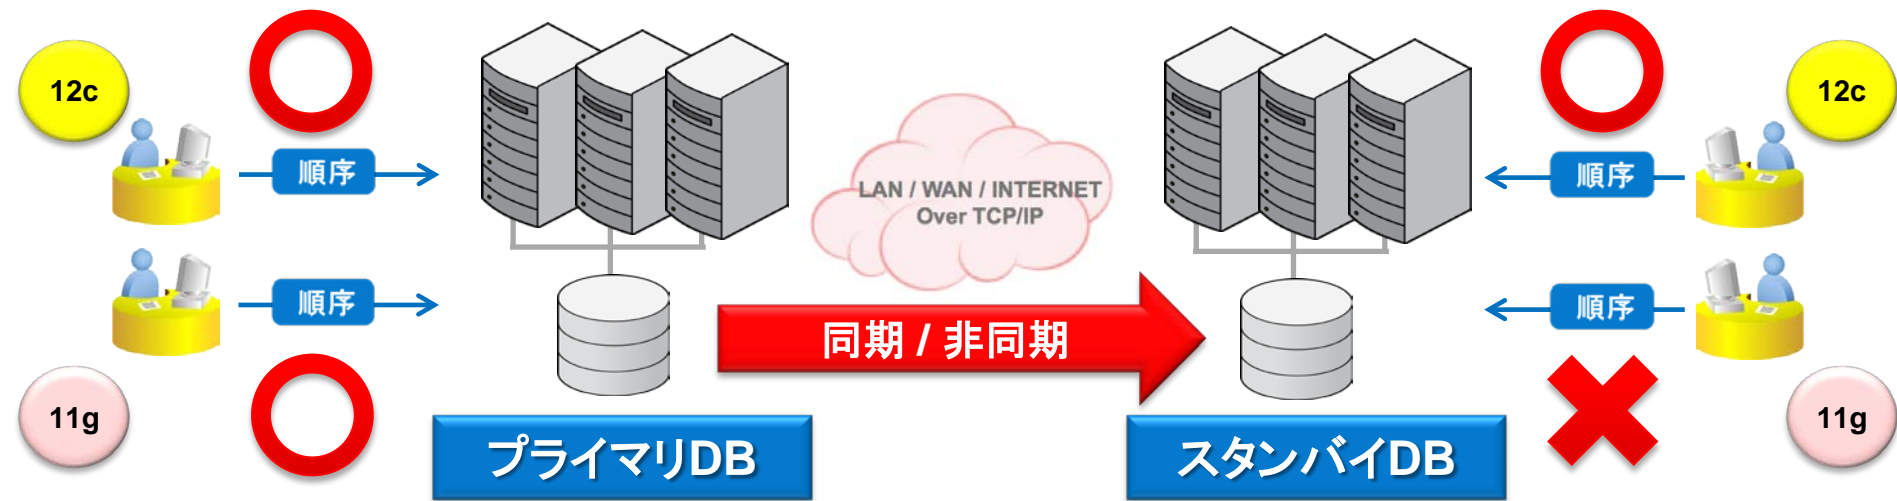 12c
順序
順序
11g
プライマリDB
LAN / WAN / INTERNET
Over TCP/IP
同期 / 非同期
12c
順序
順序
11g
スタンバイDB